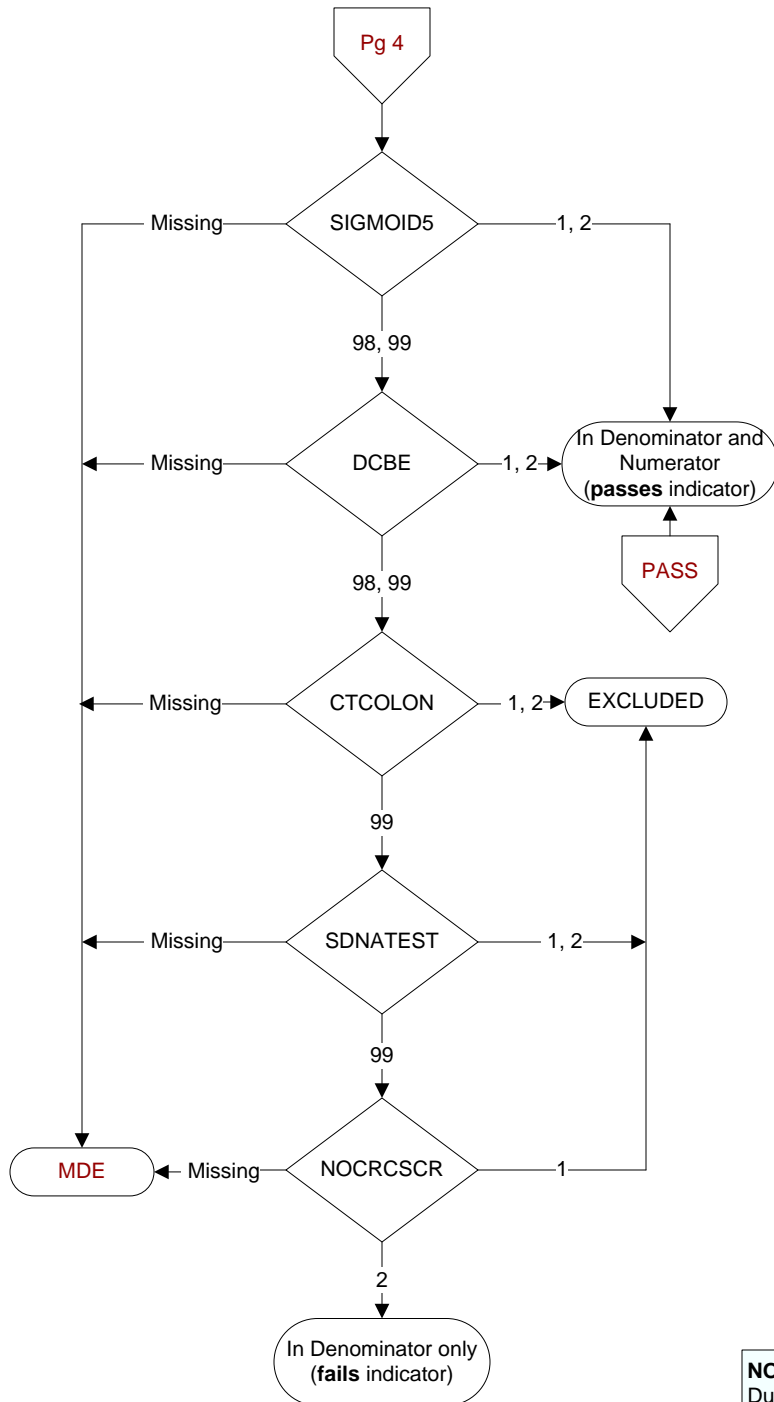 Pg 4
SIGMOID5
Missing
1, 2
98, 99
DCBE
Missing
1, 2
In Denominator and
Numerator
(passes indicator)
98, 99
PASS
CTCOLON
Missing
1, 2
EXCLUDED
99
SDNATEST
Missing
1, 2
99
NOCRCSCR
Missing
MDE
1
2
In Denominator only
(fails indicator)